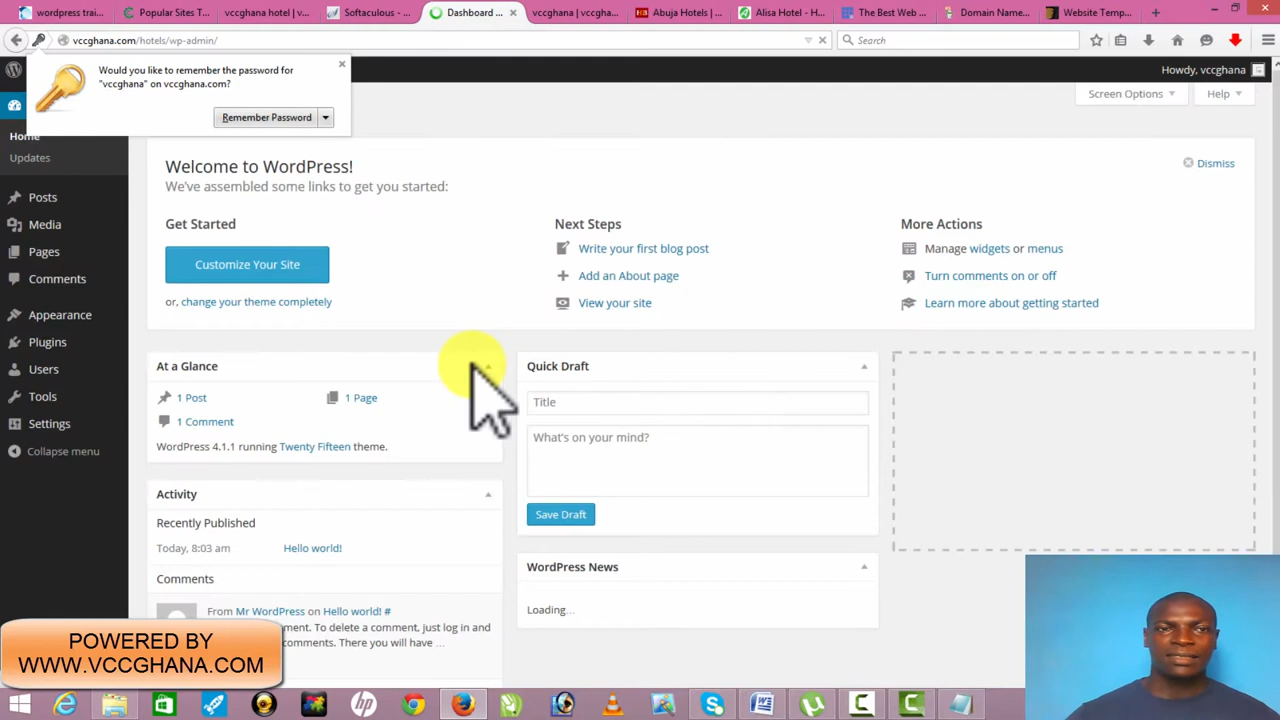 wordpress trai...
Popular Sites T...
vccghana hotel | v...
Softaculous - ...
Dashboard ...
vccghana | vccgha...
Abuja Hotels | ...
Alisa Hotel - H...
The Best Web ...
Domain Name...
Website Temp...
vccghana.com/hotels/wp-admin/
Search
Would you like to remember the password for
"vccghana" on vccghana.com?
Remember Password
Howdy, vccghana
Screen Options
Help
Home
Updates
Posts
Media
Pages
Comments
Appearance
Plugins
Users
Tools
Settings
Collapse menu
Welcome to WordPress!
We've assembled some links to get you started:
Dismiss
Get Started
Customize Your Site
or, change your theme completely
Next Steps
Write your first blog post
Add an About page
View your site
More Actions
Manage widgets or menus
Turn comments on or off
Learn more about getting started
At a Glance
1 Post
1 Page
1 Comment
WordPress 4.1.1 running Twenty Fifteen theme.
Activity
Recently Published
Today, 8:03 am
Hello world!
Comments
From Mr WordPress on Hello world! #
ment. To delete a comment, just log in and
comments. There you will have ...
Quick Draft
Title
What's on your mind?
Save Draft
WordPress News
Loading...
POWERED BY
WWW.VCCGHANA.COM
hp